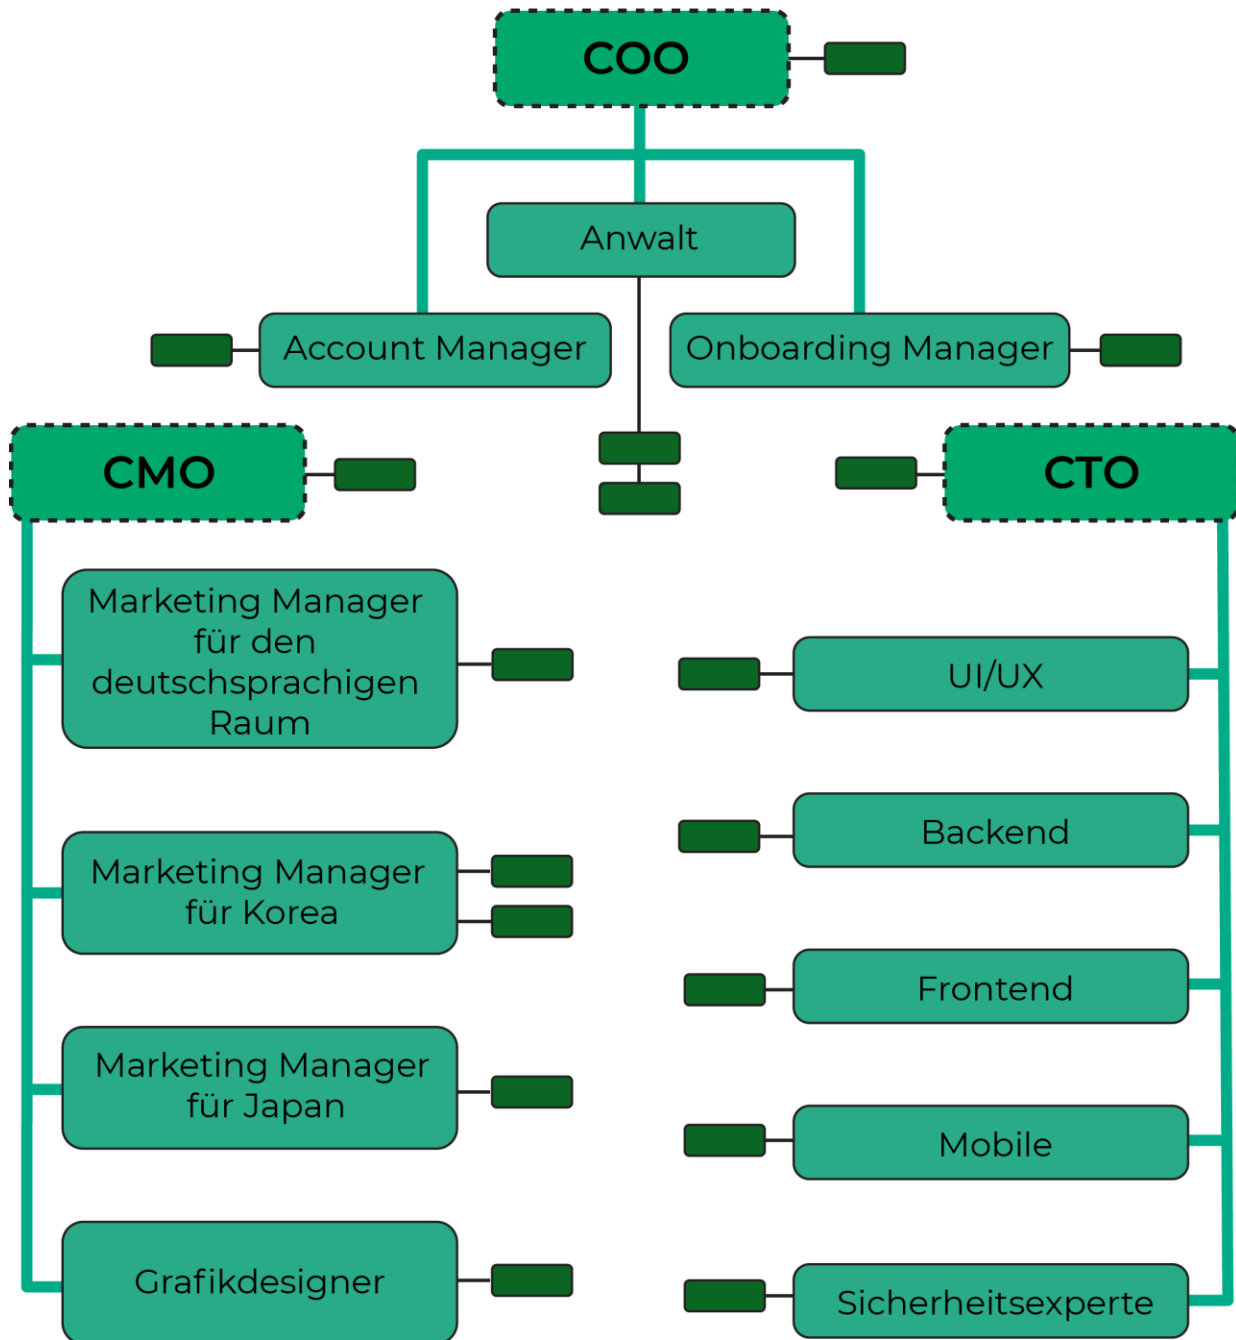 COO
Anwalt
Account Manager
Onboarding Manager
CMO
CTO
Marketing Manager
für den
deutschsprachigen
Raum
UI/UX
Backend
Marketing Manager
für Korea
Frontend
Marketing Manager
für Japan
Mobile
Grafikdesigner
Sicherheitsexperte